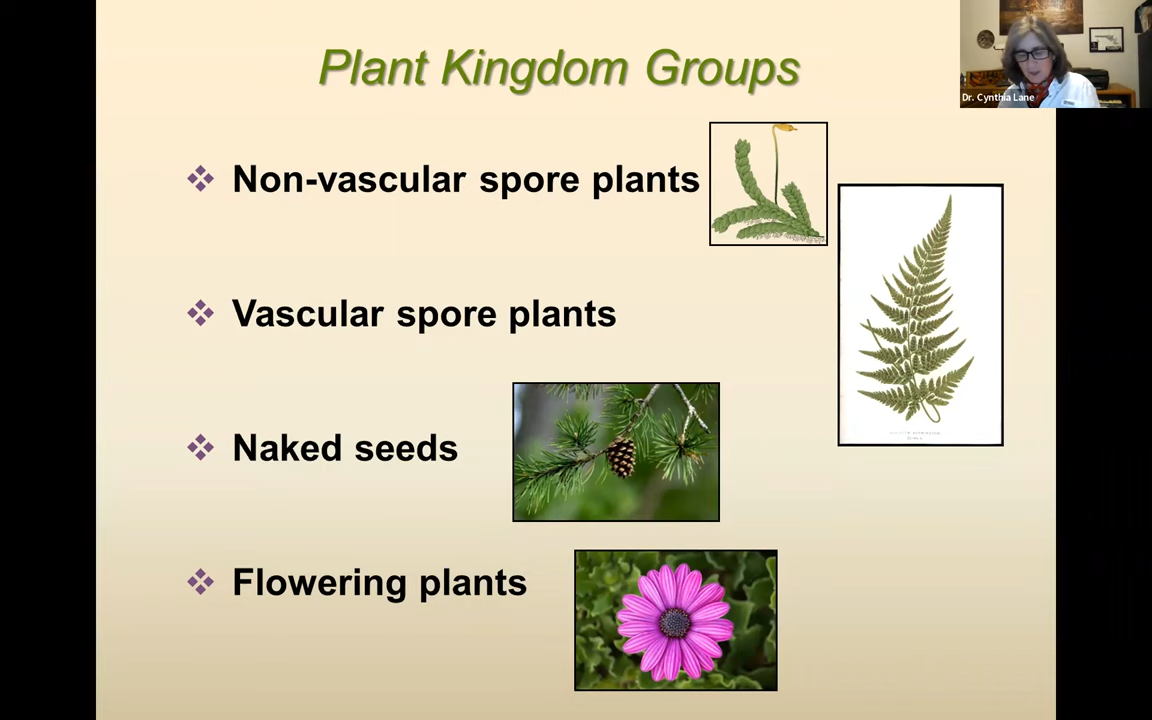 Plant Kingdom Groups
Dr. Cynthia Lane
Non-vascular spore plants
Vascular spore plants
Naked seeds
Flowering plants